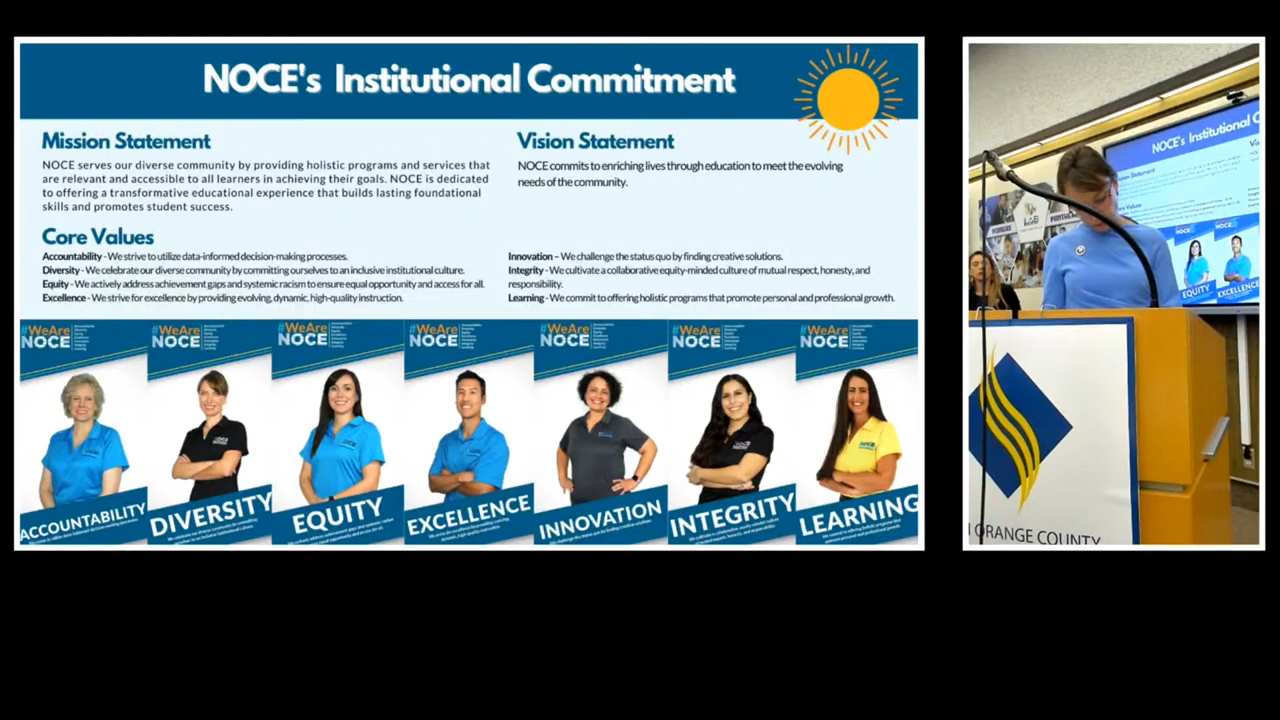 NOCE's Institutional Commitment
Mission Statement
NOCE serves our diverse community by providing holistic programs and services that
are relevant and accessible to all learners in achieving their goals. NOCE is dedicated
to offering a transformative educational experience that builds lasting foundational
skills and promotes student success.
Vision Statement
NOCE commits to enriching lives through education to meet the evolving
needs of the community.
Core Values
Accountability - We strive to utilize data-informed decision-making processes.
Diversity - We celebrate our diverse community by committing ourselves to an inclusive institutional culture.
Equity - We actively address achievement gaps and systemic racism to ensure equal opportunity and access for all.
Excellence - We strive for excellence by providing evolving, dynamic, high-quality instruction.
Innovation – We challenge the status quo by finding creative solutions.
Integrity - We cultivate a collaborative equity-minded culture of mutual respect, honesty, and
responsibility.
Learning - We commit to offering holistic programs that promote personal and professional growth.
#WeAre
NOCE
ACCOUNTABILITY
#WeAre
NOCE
DIVERSITY
#WeAre
NOCE
EQUITY
#WeAre
NOCE
EXCELLENCE
#WeAre
NOCE
INNOVATION
#WeAre
NOCE
INTEGRITY
#WeAre
NOCE
LEARNING
NOCE's Institutional C
Core Values
NOCE
EQUITY
NOCE
EXCELLENCE
ORANGE COUNTY